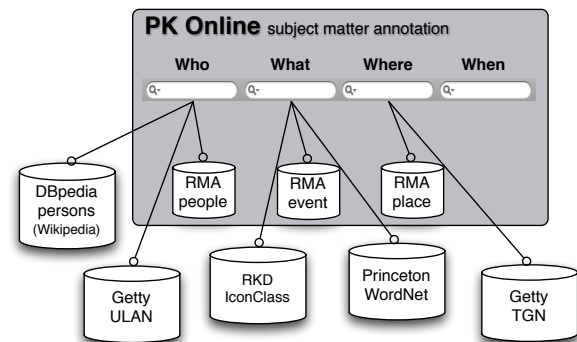 PK Online subject matter annotation
Who What Where When
DBpedia
persons
(Wikipedia)
RMA
people
RMA
event
RMA
place
Getty
ULAN
RKD
IconClass
Princeton
WordNet
Getty
TGN